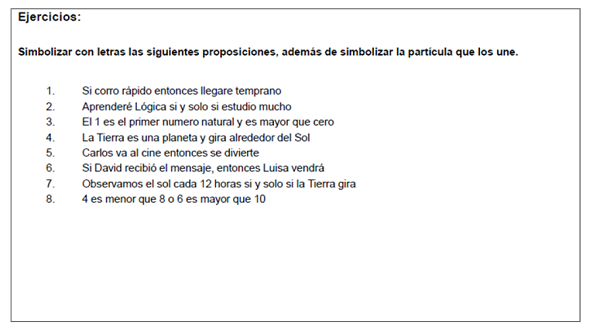 Ejercicios:
Simbolizar con letras las siguientes proposiciones, además de simbolizar la partícula que los une.
1. Si corro rápido entonces llegare temprano
2. Aprenderé Lógica si y solo si estudio mucho
3. El 1 es el primer numero natural y es mayor que cero
4. La Tierra es una planeta y gira alrededor del Sol
5. Carlos va al cine entonces se divierte
6. Si David recibió el mensaje, entonces Luisa vendrá
7. Observamos el sol cada 12 horas si y solo si la Tierra gira
8. 4 es menor que 8 o 6 es mayor que 10